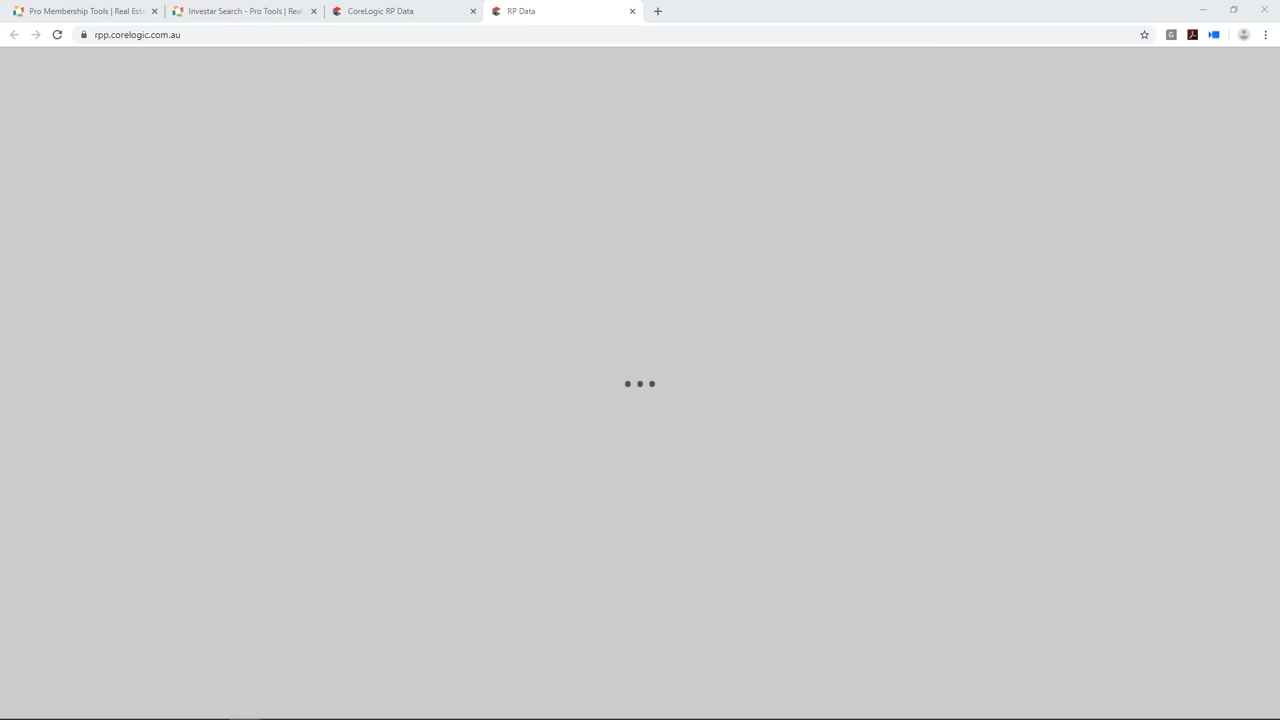 Pro Membership Tools | Real Esta
Investar Search - Pro Tools | Real
CoreLogic RP Data
RP Data
rpp.corelogic.com.au